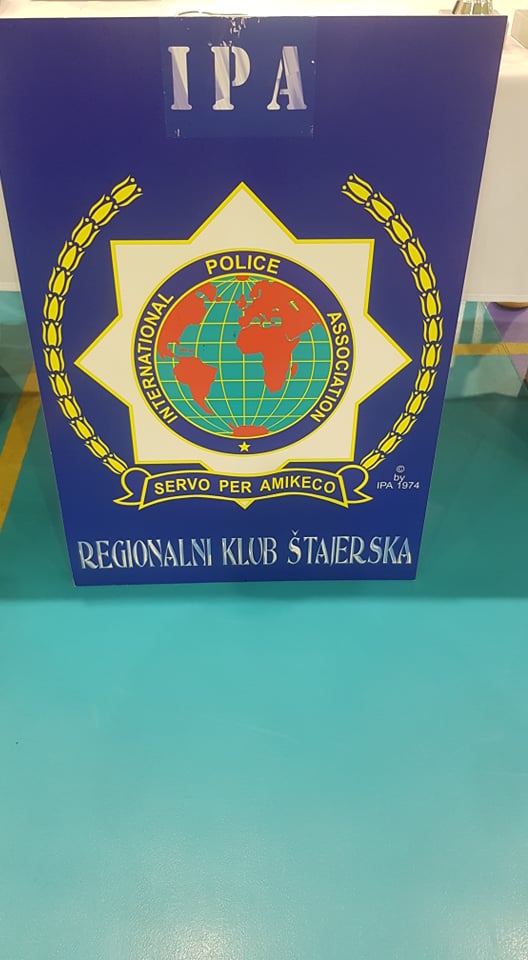 IPA
INTERNATIONAL POLICE ASSOCIATION
SERVO PER AMIKECO
©
by
IPA 1974
REGIONALNI KLUB ŠTAJERSKA